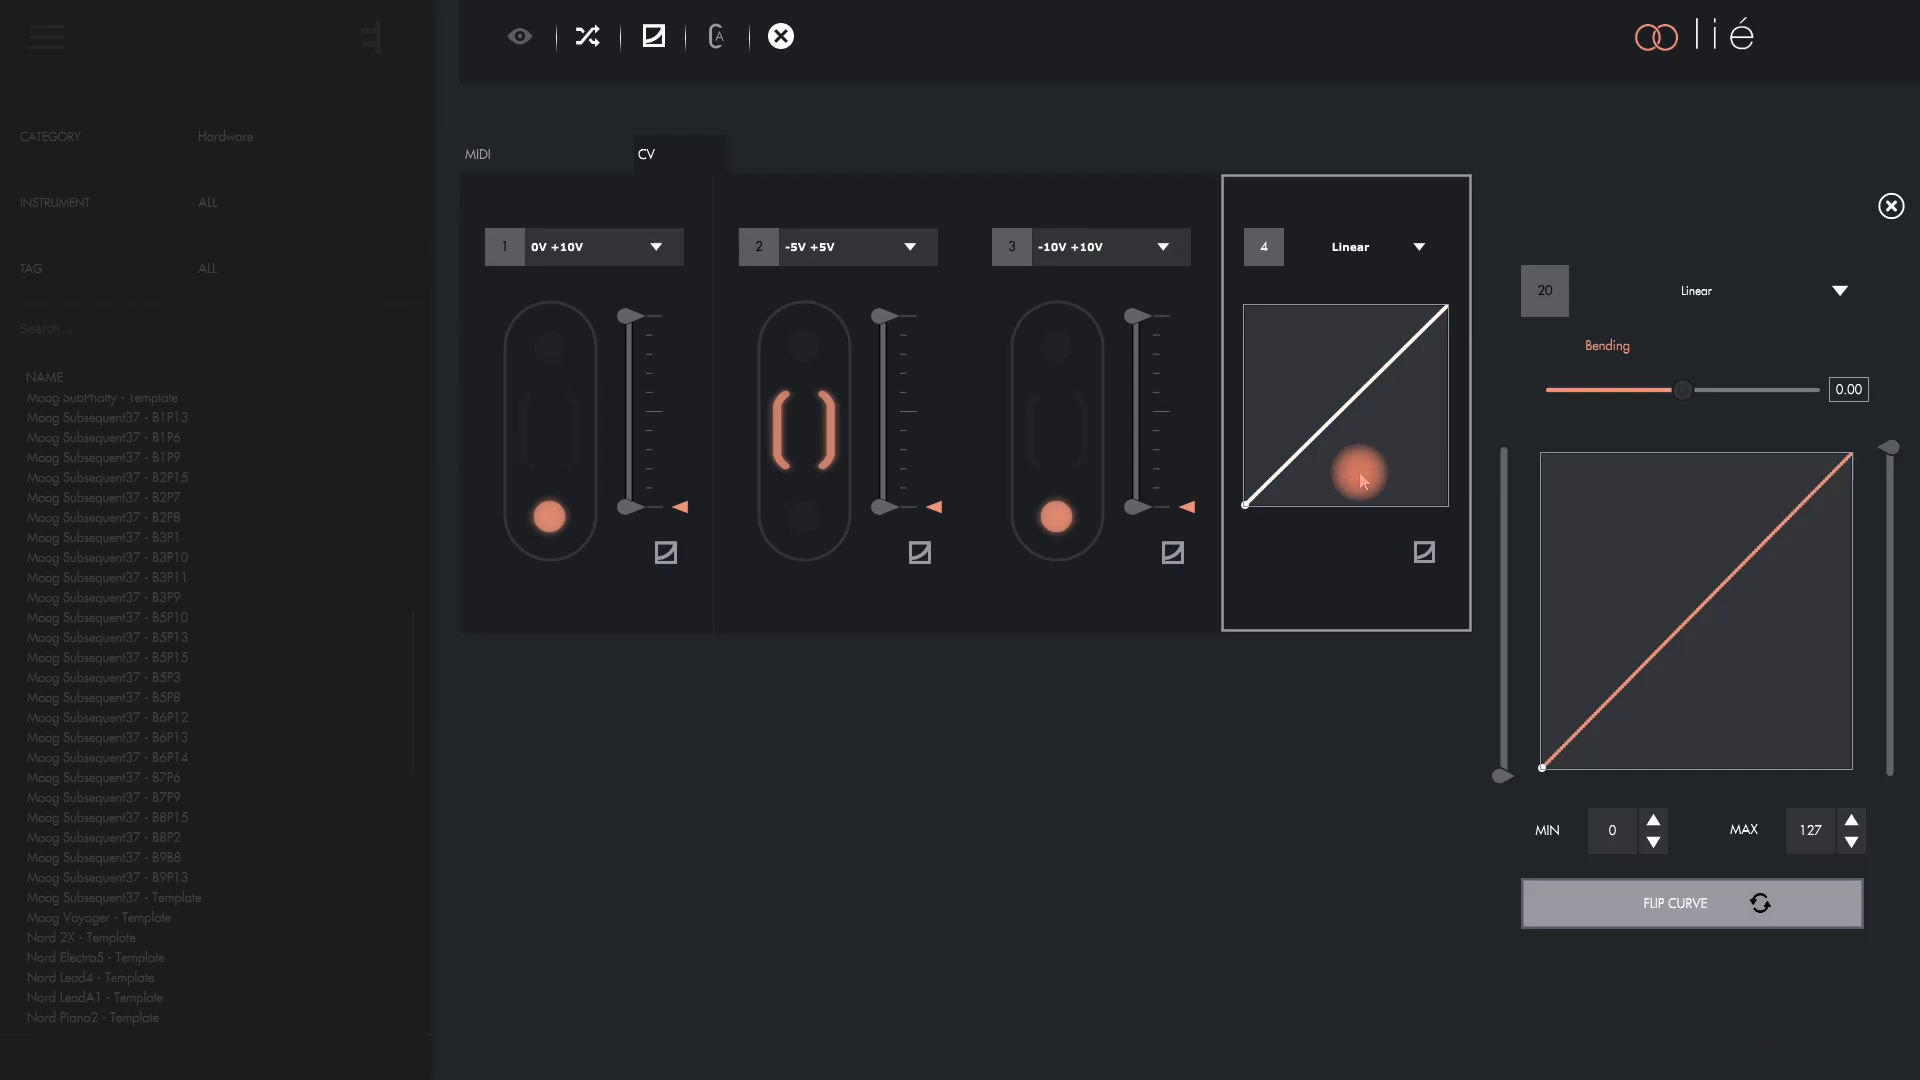 A
lié
CATEGORY
Hardware
MIDI
CV
INSTRUMENT
ALL
1
0V +10V
2
-5V +5V
3
-10V +10V
4
Linear
TAG
ALL
20
Linear
Search...
Bending
NAME
0.00
Moog SubPhatty - Template
Moog Subsequent37 - B1P13
Moog Subsequent37 - B1P6
Moog Subsequent37 - B1P9
Moog Subsequent37 - B2P15
Moog Subsequent37 - B2P7
Moog Subsequent37 - B2P8
Moog Subsequent37 - B3P1
Moog Subsequent37 - B3P10
Moog Subsequent37 - B3P11
Moog Subsequent37 - B3P9
Moog Subsequent37 - B5P10
Moog Subsequent37 - B5P13
Moog Subsequent37 - B5P15
Moog Subsequent37 - B5P3
Moog Subsequent37 - B5P8
Moog Subsequent37 - B6P12
Moog Subsequent37 - B6P13
Moog Subsequent37 - B6P14
Moog Subsequent37 - B7P6
Moog Subsequent37 - B7P9
Moog Subsequent37 - B8P15
Moog Subsequent37 - B8P2
Moog Subsequent37 - B9B8
Moog Subsequent37 - B9P13
Moog Subsequent37 - Template
Moog Voyager - Template
Nord 2X - Template
Nord Electro5 - Template
Nord Lead4 - Template
Nord LeadA1 - Template
Nord Piano2 - Template
MIN
0
MAX
127
FLIP CURVE